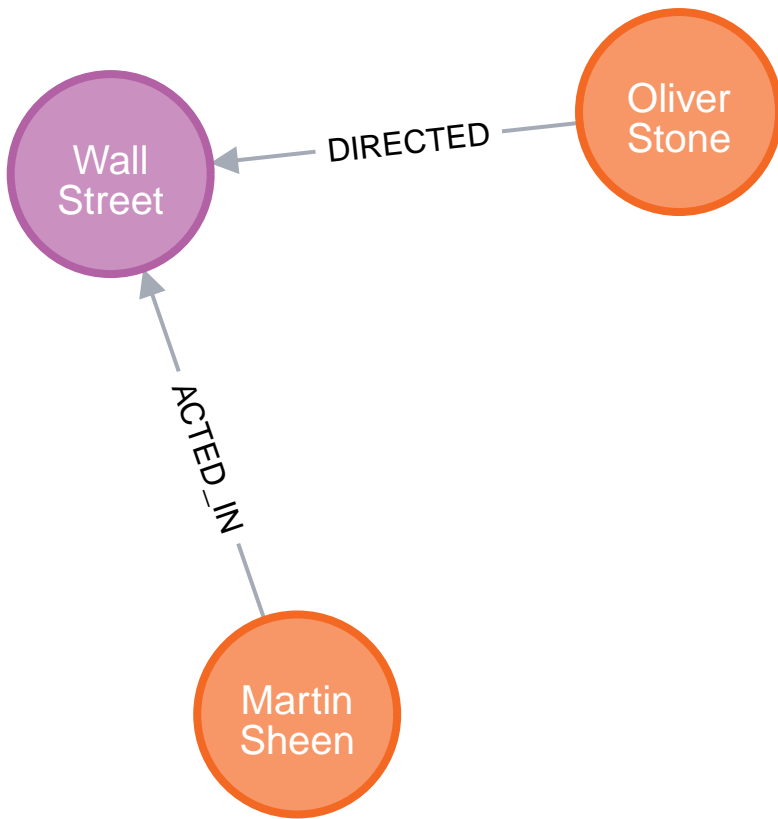 Oliver
Stone
DIRECTED
Wall
Street
ACTED_IN
Martin
Sheen